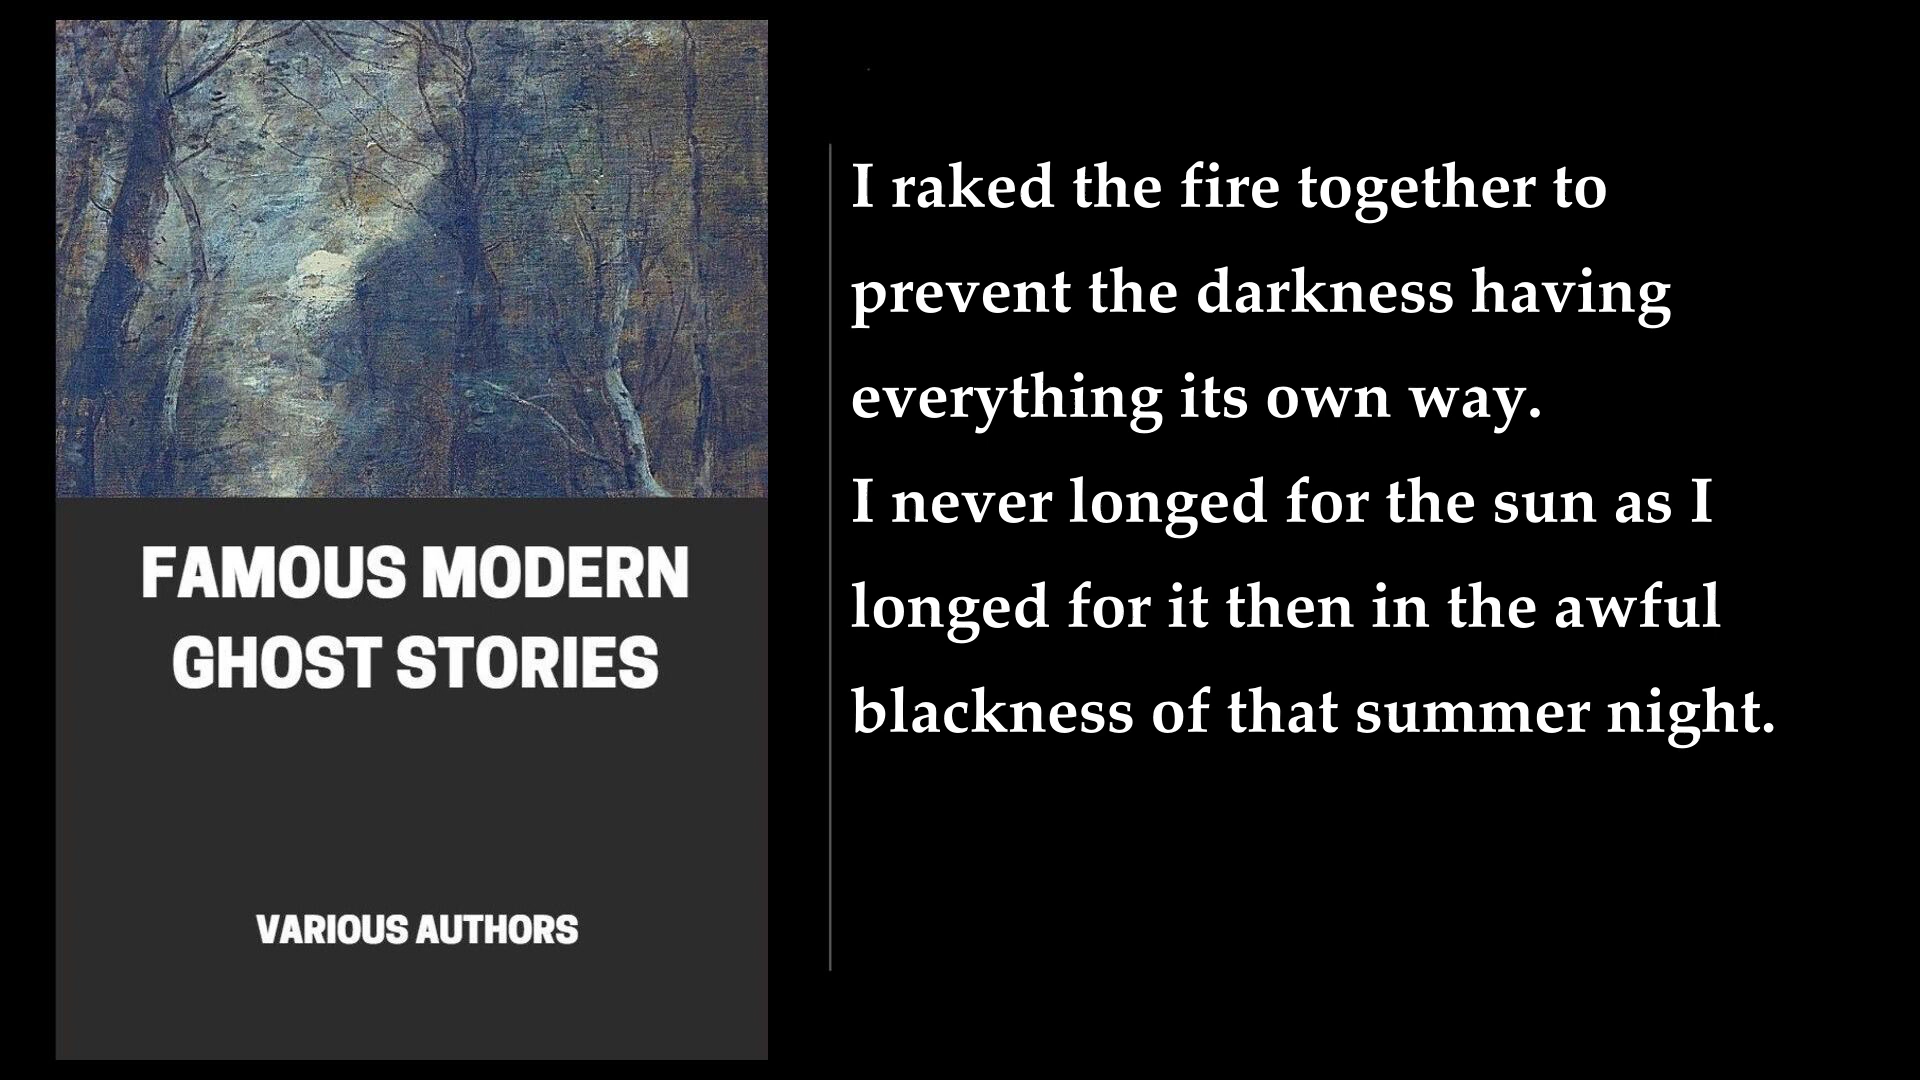 FAMOUS MODERN
GHOST STORIES
VARIOUS AUTHORS
I raked the fire together to
prevent the darkness having
everything its own way.
I never longed for the sun as I
longed for it then in the awful
blackness of that summer night.